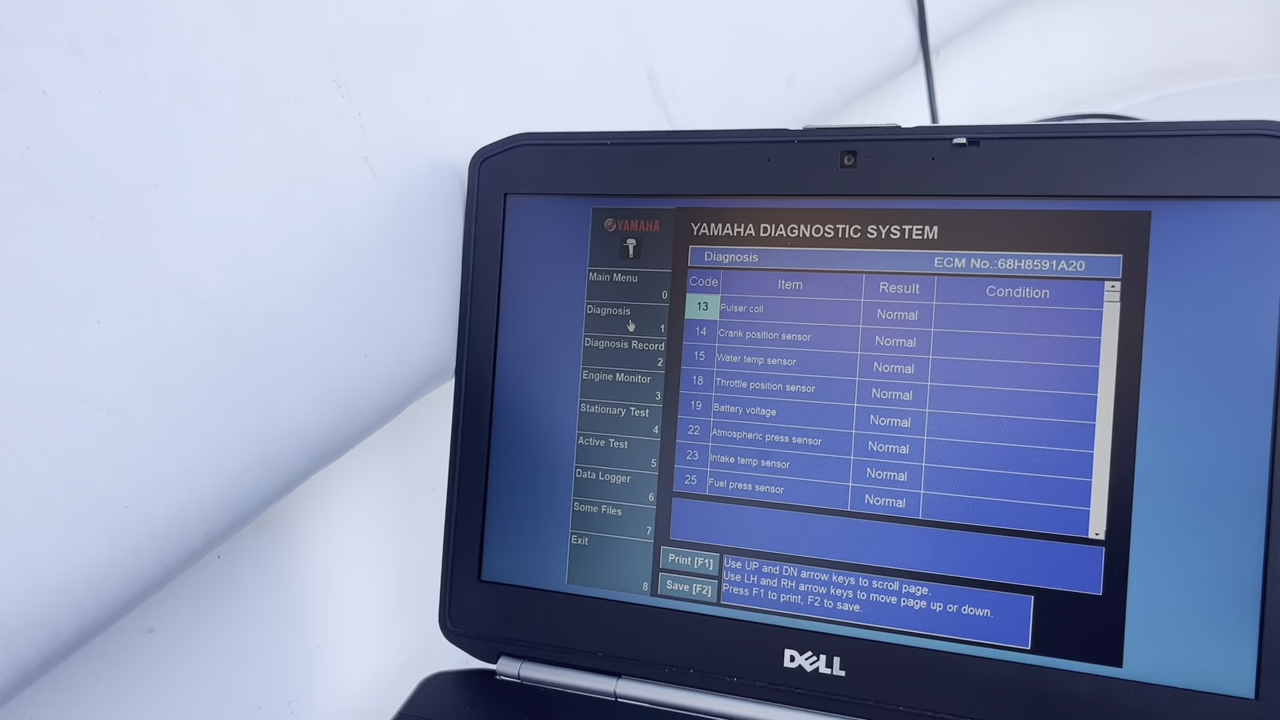 YAMAHA
YAMAHA DIAGNOSTIC SYSTEM
Diagnosis ECM No.:68H8591A20
Main Menu
0
Diagnosis
1
Diagnosis Record
2
Engine Monitor
3
Stationary Test
4
Active Test
5
Data Logger
6
Some Files
7
Exit
8
Code Item Result Condition
13 Pulser coil Normal
14 Crank position sensor Normal
15 Water temp sensor Normal
18 Throttle position sensor Normal
19 Battery voltage Normal
22 Atmospheric press sensor Normal
23 Intake temp sensor Normal
25 Fuel press sensor Normal
Print [F1]
Save [F2]
Use UP and DN arrow keys to scroll page.
Use LH and RH arrow keys to move page up or down.
Press F1 to print, F2 to save.
DELL